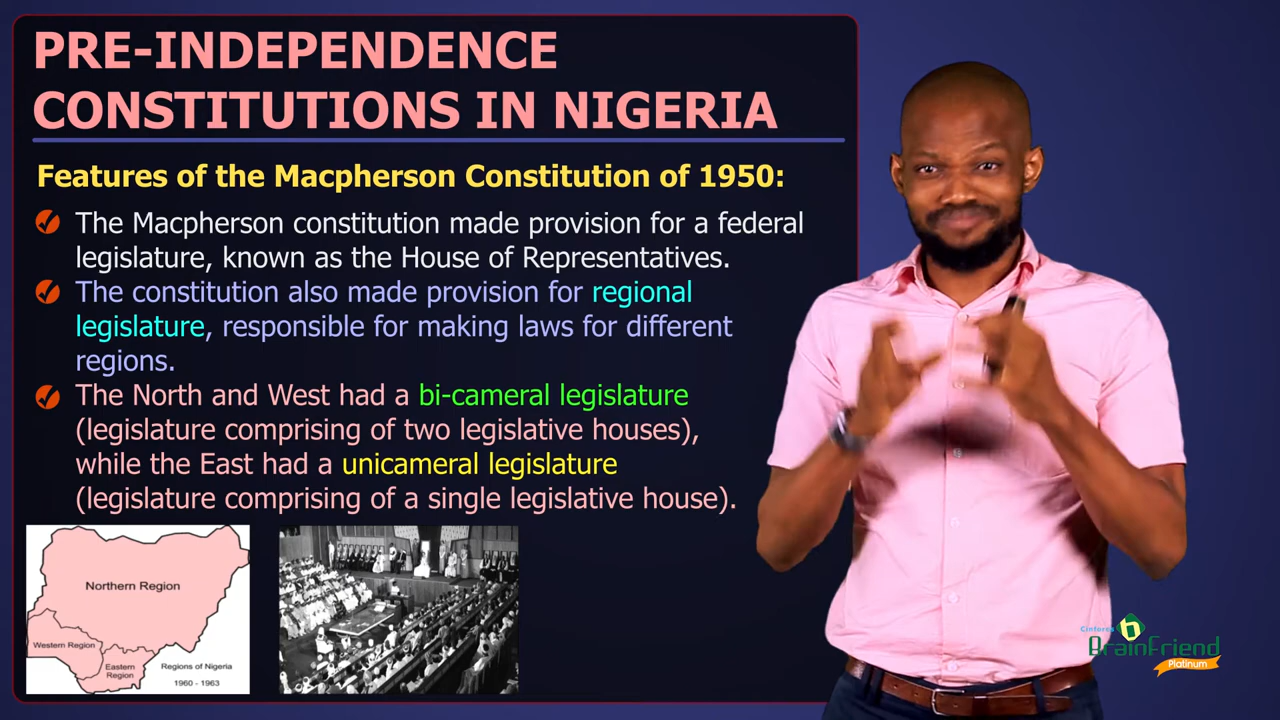 PRE-INDEPENDENCE
CONSTITUTIONS IN NIGERIA
Features of the Macpherson Constitution of 1950:
The Macpherson constitution made provision for a federal
legislature, known as the House of Representatives.
The constitution also made provision for regional
legislature, responsible for making laws for different
regions.
The North and West had a bi-cameral legislature
(legislature comprising of two legislative houses),
while the East had a unicameral legislature
(legislature comprising of a single legislative house).
Northern Region
Western Region
Eastern
Region
Regions of Nigeria
1960 - 1963
Cinfores
BrainFriend
Platinum